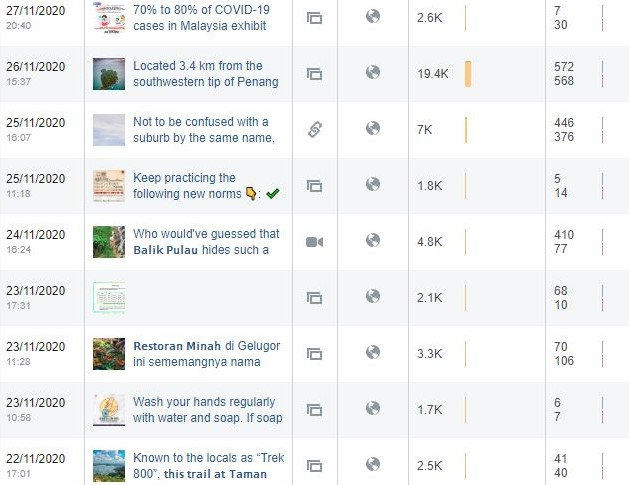 27/11/2020
20:40
70% to 80% of COVID-19
cases in Malaysia exhibit
2.6K
7
30
26/11/2020
15:37
Located 3.4 km from the
southwestern tip of Penang
19.4K
572
568
25/11/2020
16:07
Not to be confused with a
suburb by the same name,
7K
446
376
25/11/2020
11:18
Keep practicing the
following new norms 👇: ✔
1.8K
5
14
24/11/2020
16:24
Who would've guessed that
Balik Pulau hides such a
4.8K
410
77
23/11/2020
17:31
2.1K
68
10
23/11/2020
11:28
Restoran Minah di Gelugor
ini sememangnya nama
3.3K
70
106
23/11/2020
10:58
Wash your hands regularly
with water and soap. If soap
1.7K
6
7
22/11/2020
17:01
Known to the locals as “Trek
800”, this trail at Taman
2.5K
41
40